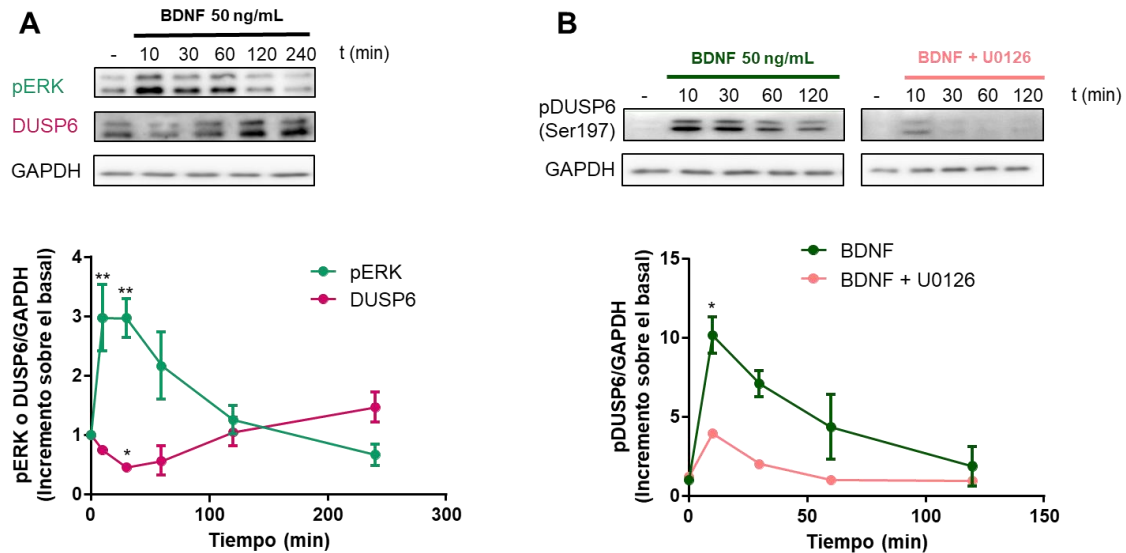 A
BDNF 50 ng/mL
- 10 30 60 120 240 t (min)
pERK
DUSP6
GAPDH
4
3
2
1
0
pERK o DUSP6/GAPDH
(Incremento sobre el basal)
**
**
*
pERK
DUSP6
0 100 200 300
Tiempo (min)
B
BDNF 50 ng/mL
BDNF + U0126
- 10 30 60 120 - 10 30 60 120 t (min)
pDUSP6
(Ser197)
GAPDH
BDNF
BDNF + U0126
15
10
5
0
pDUSP6/GAPDH
(Incremento sobre el basal)
*
0 50 100 150
Tiempo (min)